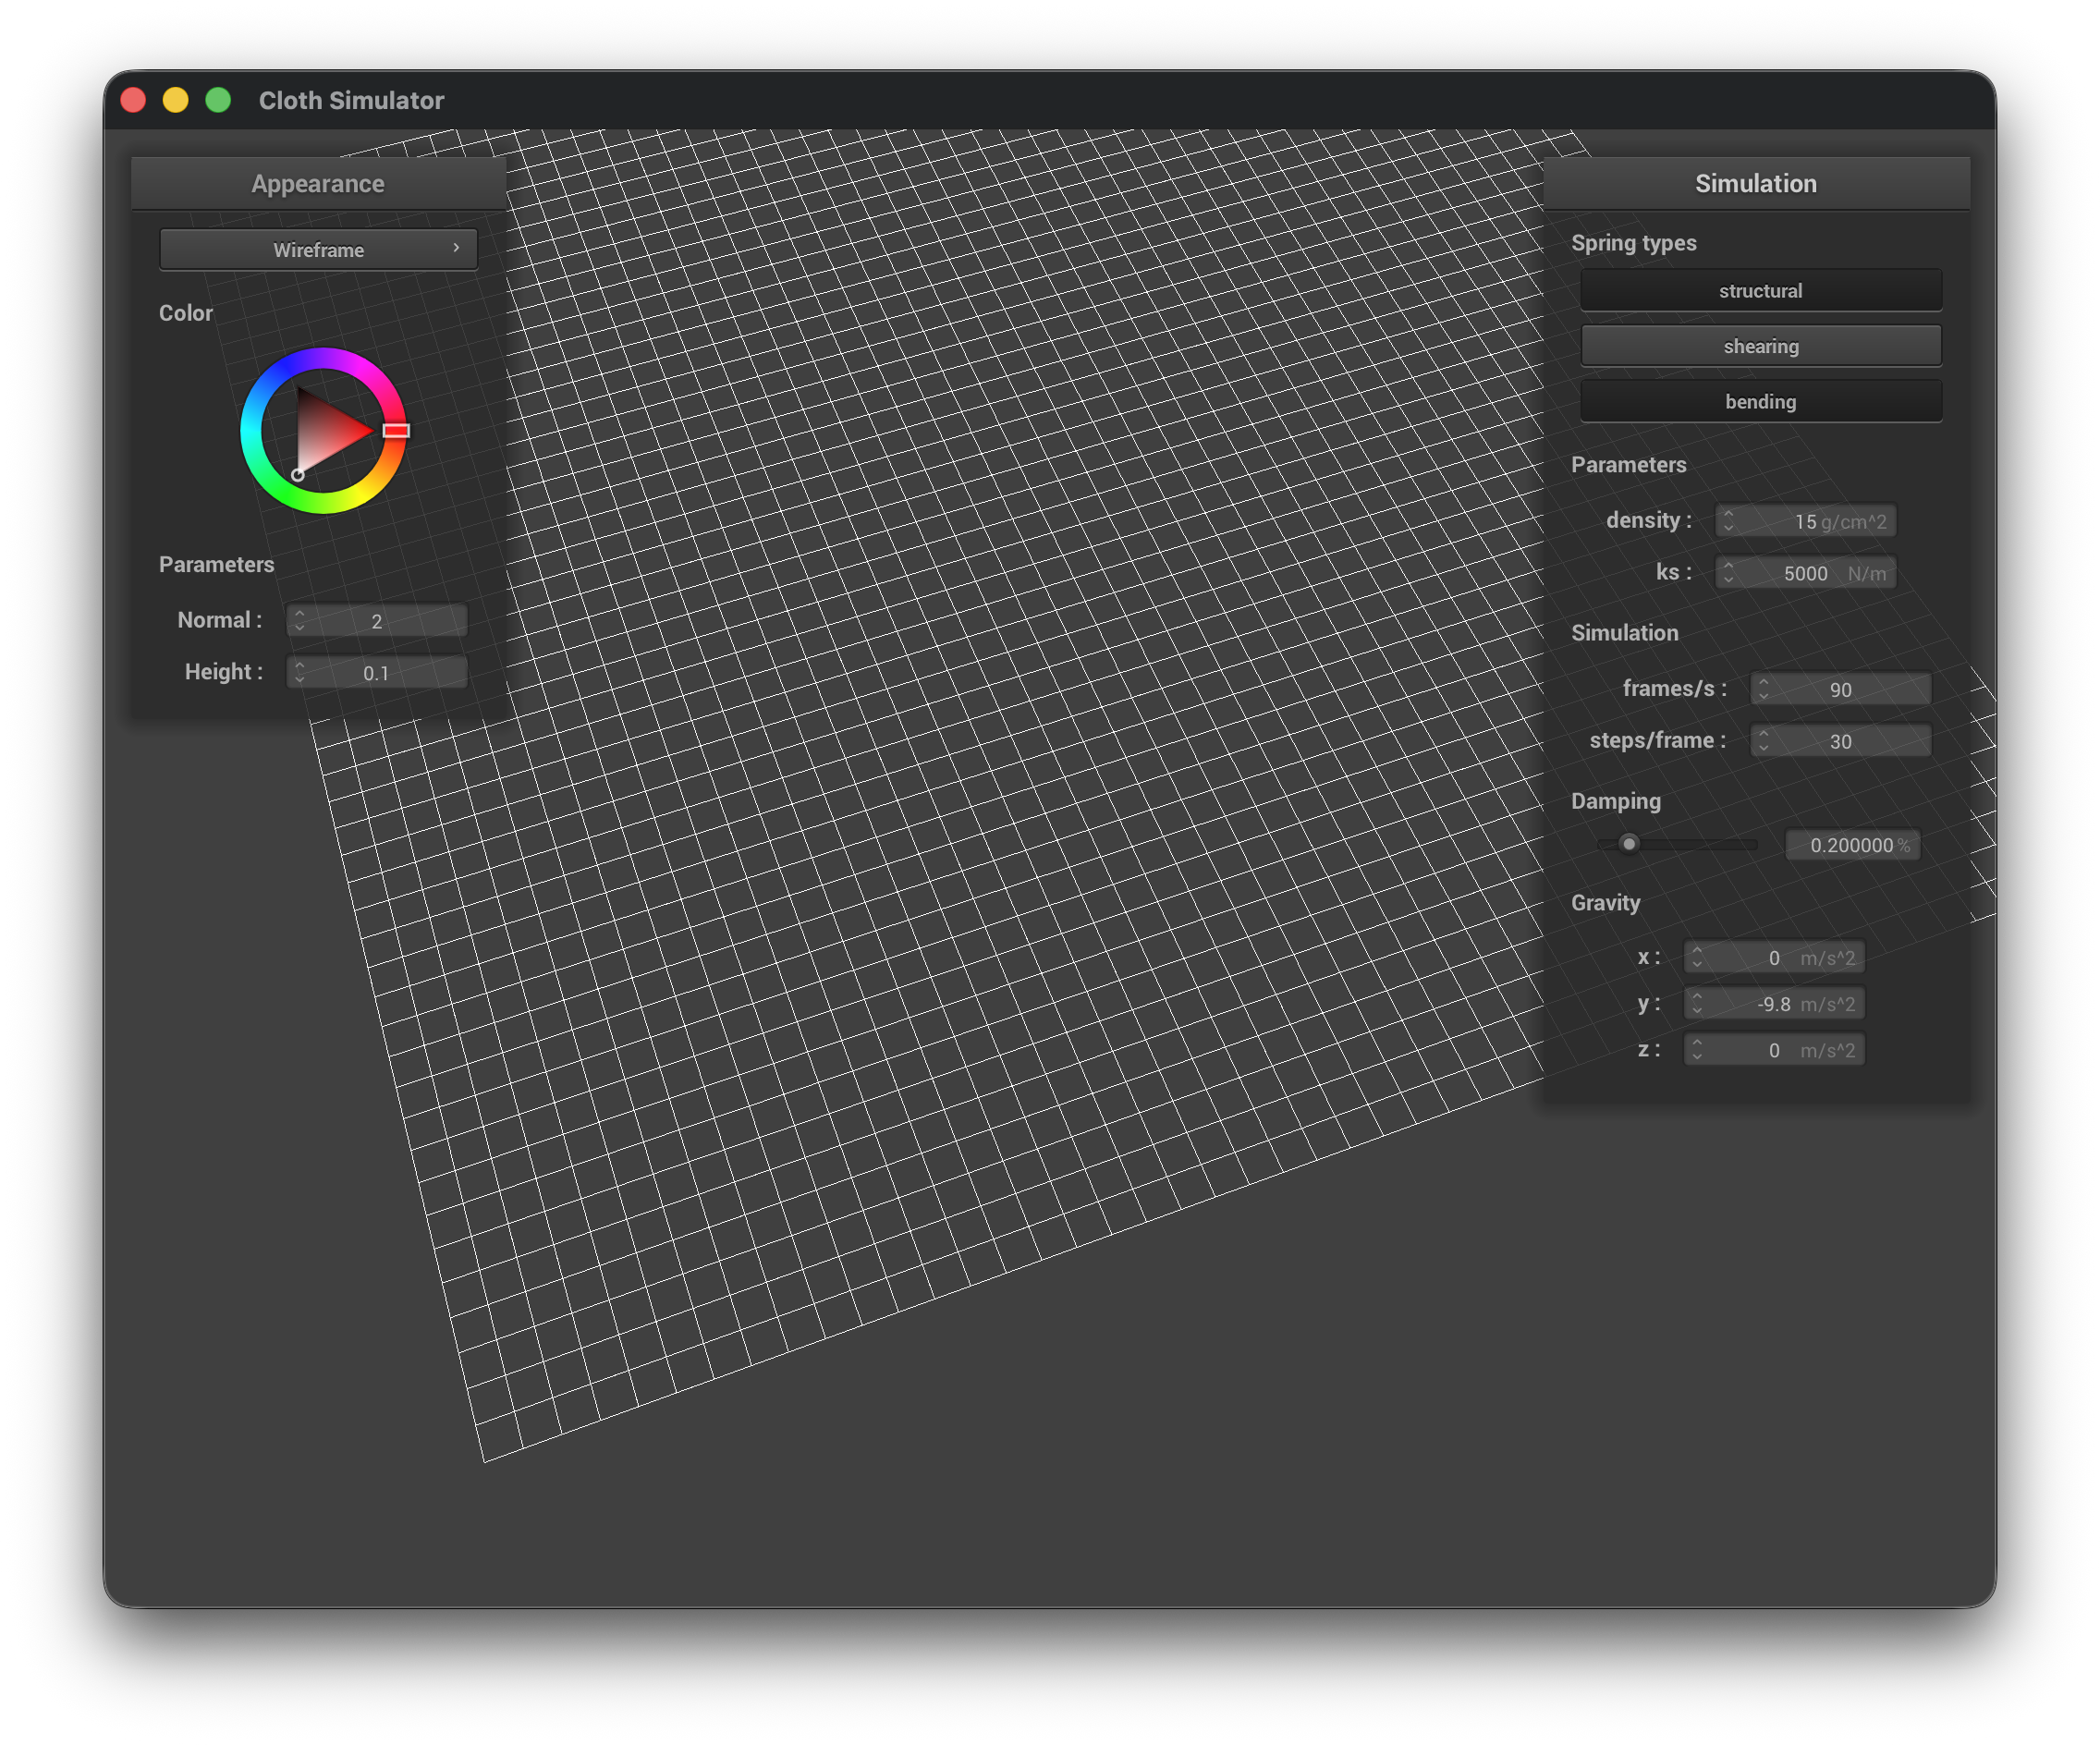 Cloth Simulator
Appearance
Wireframe
Color
Parameters
Normal : 2
Height : 0.1
Simulation
Spring types
structural
shearing
bending
Parameters
density : 15 g/cm^2
ks : 5000 N/m
Simulation
frames/s : 90
steps/frame : 30
Damping
0.200000 %
Gravity
x : 0 m/s^2
y : -9.8 m/s^2
z : 0 m/s^2